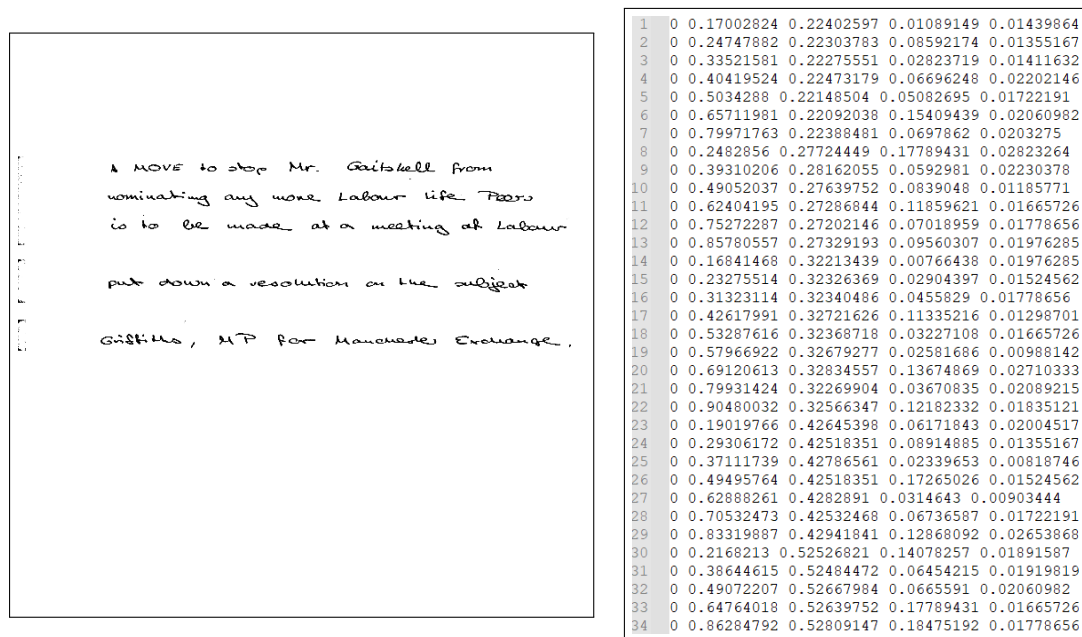 A MOVE to stop Mr. Gaitskell from
nominating any more Labour Life Peers
is to be made at a meeting of Labour
put down a resolution on the subject
Griffiths, MP for Manchester Exchange.
1 0 0.17002824 0.22402597 0.01089149 0.01439864
2 0 0.24747882 0.22303783 0.08592174 0.01355167
3 0 0.33521581 0.22275551 0.02823719 0.01411632
4 0 0.40419524 0.22473179 0.06696248 0.02202146
5 0 0.5034288 0.22148504 0.05082695 0.01722191
6 0 0.65711981 0.22092038 0.15409439 0.02060982
7 0 0.79971763 0.22388481 0.0697862 0.0203275
8 0 0.2482856 0.27724449 0.17789431 0.02823264
9 0 0.39310206 0.28162055 0.0592981 0.02230378
10 0 0.49052037 0.27639752 0.0839048 0.01185771
11 0 0.62404195 0.27286844 0.11859621 0.01665726
12 0 0.75272287 0.27202146 0.07018959 0.01778656
13 0 0.85780557 0.27329193 0.09560307 0.01976285
14 0 0.16841468 0.32213439 0.00766438 0.01976285
15 0 0.23275514 0.32326369 0.02904397 0.01524562
16 0 0.31323114 0.32340486 0.0455829 0.01778656
17 0 0.42617991 0.32721626 0.11335216 0.01298701
18 0 0.53287616 0.32368718 0.03227108 0.01665726
19 0 0.57966922 0.32679277 0.02581686 0.00988142
20 0 0.69120613 0.32834557 0.13674869 0.02710333
21 0 0.79931424 0.32269904 0.03670835 0.02089215
22 0 0.90480032 0.32566347 0.12182332 0.01835121
23 0 0.19019766 0.42645398 0.06171843 0.02004517
24 0 0.29306172 0.42518351 0.08914885 0.01355167
25 0 0.37111739 0.42786561 0.02339653 0.00818746
26 0 0.49495764 0.42518351 0.17265026 0.01524562
27 0 0.62888261 0.4282891 0.0314643 0.00903444
28 0 0.70532473 0.42532468 0.06736587 0.01722191
29 0 0.83319887 0.42941841 0.12868092 0.02653868
30 0 0.2168213 0.52526821 0.14078257 0.01891587
31 0 0.38644615 0.52484472 0.06454215 0.01919819
32 0 0.49072207 0.52667984 0.0665591 0.02060982
33 0 0.64764018 0.52639752 0.17789431 0.01665726
34 0 0.86284792 0.52809147 0.18475192 0.01778656